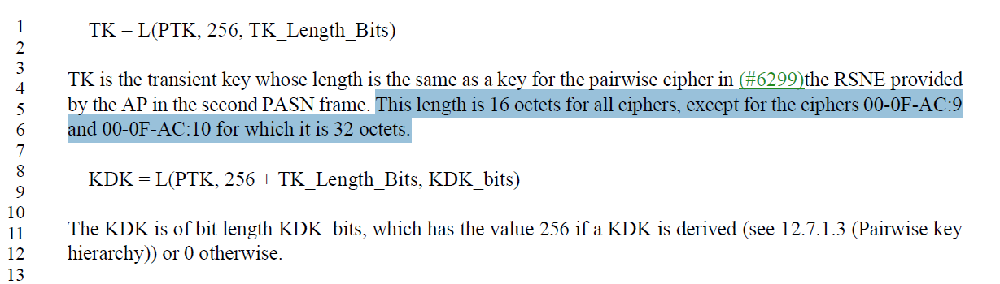 1 TK = L(PTK, 256, TK_Length_Bits)
2
3
4 TK is the transient key whose length is the same as a key for the pairwise cipher in (#6299)the RSNE provided
5 by the AP in the second PASN frame. This length is 16 octets for all ciphers, except for the ciphers 00-0F-AC:9
6 and 00-0F-AC:10 for which it is 32 octets.
7
8 KDK = L(PTK, 256 + TK_Length_Bits, KDK_bits)
9
10
11 The KDK is of bit length KDK_bits, which has the value 256 if a KDK is derived (see 12.7.1.3 (Pairwise key
12 hierarchy)) or 0 otherwise.
13